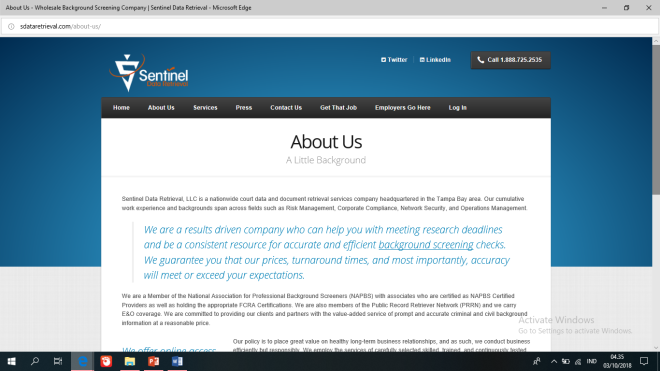 About Us - Wholesale Background Screening Company | Sentinel Data Retrieval - Microsoft Edge
sdataretrieval.com/about-us/
Twitter LinkedIn Call 1.888.725.2535
Sentinel
Data Retrieval
Home About Us Services Press Contact Us Get That Job Employers Go Here Log In
About Us
A Little Background
Sentinel Data Retrieval, LLC is a nationwide court data and document retrieval services company headquartered in the Tampa Bay area. Our cumulative
work experience and backgrounds span across fields such as Risk Management, Corporate Compliance, Network Security, and Operations Management.
We are a results driven company who can help you with meeting research deadlines
and be a consistent resource for accurate and efficient background screening checks.
We guarantee you that our prices, turnaround times, and most importantly, accuracy
will meet or exceed your expectations.
We are a Member of the National Association for Professional Background Screeners (NAPBS) with associates who are certified as NAPBS Certified
Providers as well as holding the appropriate FCRA Certifications. We are also members of the Public Record Retriever Network (PRRN) and we carry
E&O coverage. We are committed to providing our clients and partners with the value-added service of prompt and accurate criminal and civil background
information at a reasonable price.
Our policy is to place great value on healthy long-term business relationships, and as such, we conduct business
We offer online access efficiently but responsibly. We employ the services of carefully selected skilled, trained, and continuously tested
Activate Windows
Go to Settings to activate Windows.
IND
04.35
03/10/2018